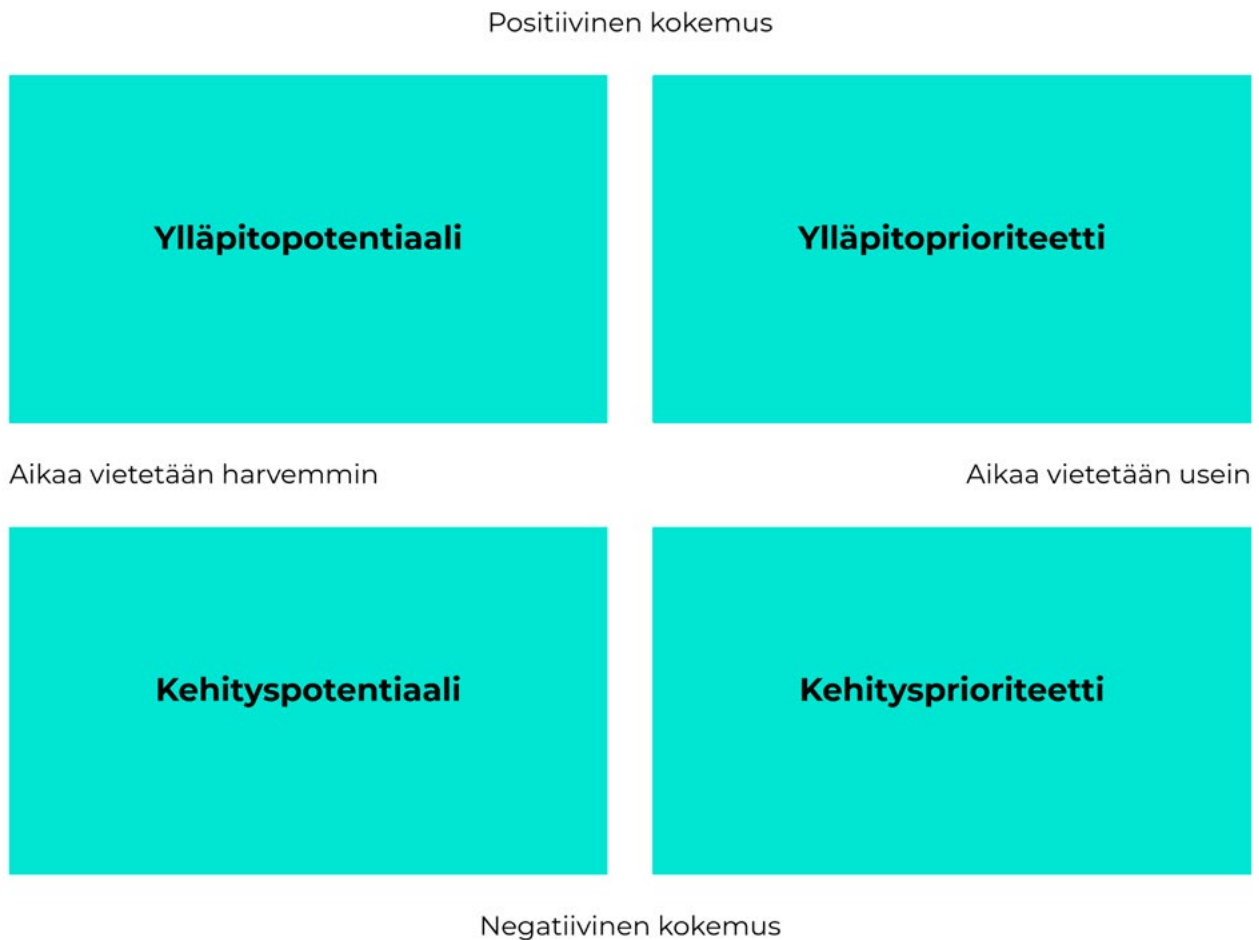 Positiivinen kokemus
Ylläpitopotentiaali
Ylläpitoprioriteetti
Aikaa vietetään harvemmin
Aikaa vietetään usein
Kehityspotentiaali
Kehitysprioriteetti
Negatiivinen kokemus